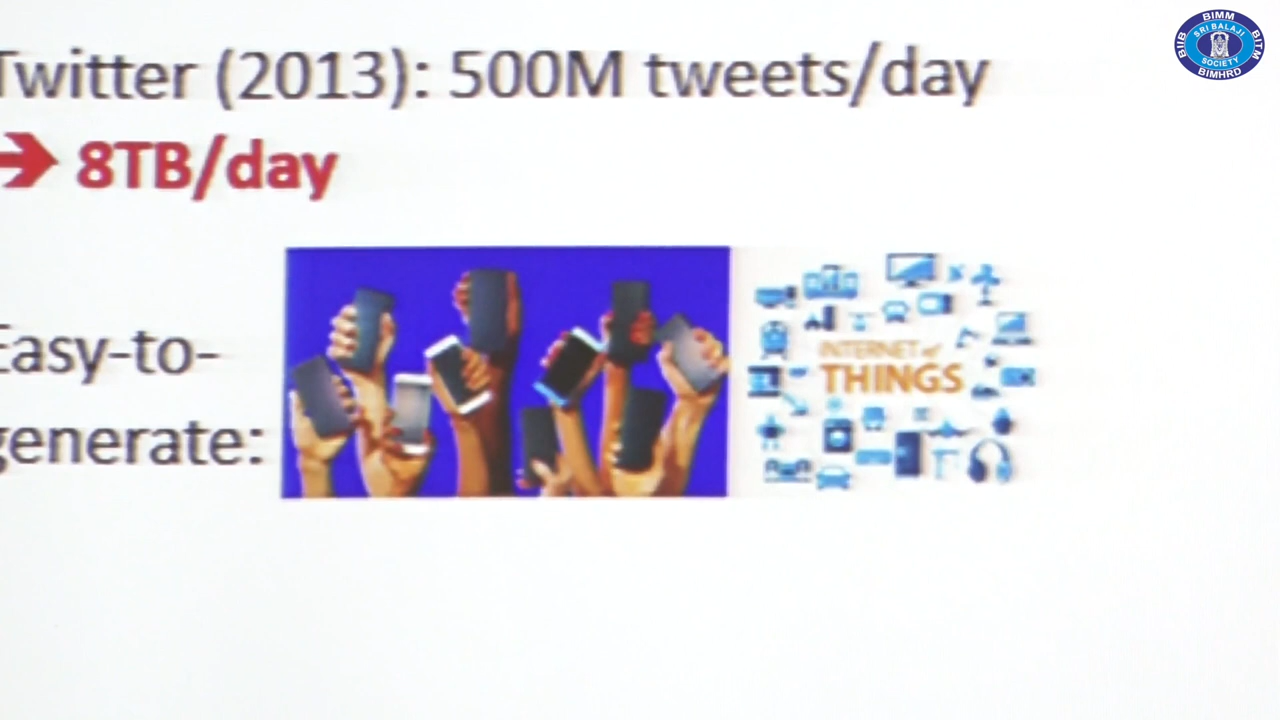 Twitter (2013): 500M tweets/day
➔ 8TB/day
Easy-to-
generate:
INTERNET of
THINGS
BIMM
BIIB
SRI BALAJI
SOCIETY
BITM
BIMHRD